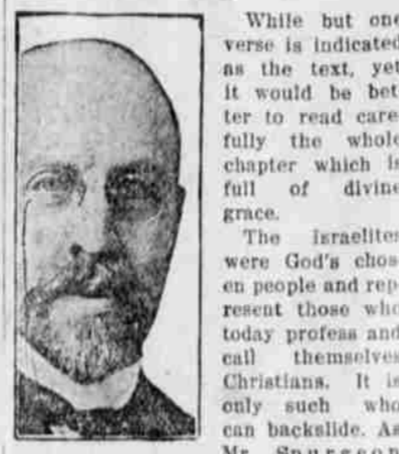 While but one
verse is indicated
as the text, yet
it would be bet
ter to read care
fully the whole
chapter which is
full of divine
grace.
The Israelites
were God's chos
en people and rep
resent those who
today profess and
call themselves
Christians. It is
only such who
can backslide. As
Mr. Spurgeon